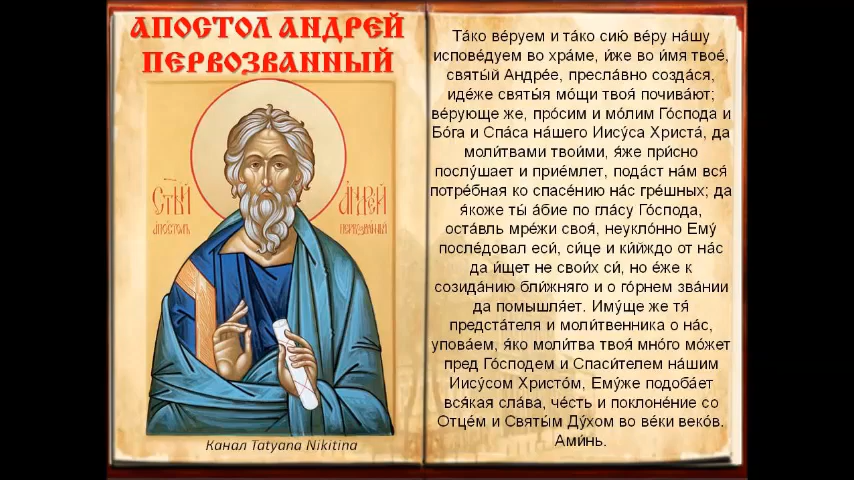 АПОСТОЛ АНДРЕЙ
ПЕРВОЗВАННЫЙ
Канал Tatyana Nikitina
Та́ко ве́руем и та́ко сию́ ве́ру на́шу
испове́дуем во хра́ме, и́же во и́мя твое́,
святы́й Андре́е, пресла́вно созда́ся,
иде́же святы́я мо́щи твоя́ почива́ют;
ве́рующе же, про́сим и мо́лим Го́спода и
Бо́га и Спа́са на́шего Иису́са Христа́, да
моли́твами твои́ми, я́же при́сно
послу́шает и прие́млет, пода́ст на́м вся́
потре́бная ко спасе́нию на́с гре́шных; да
я́коже ты́ а́бие по гла́су Го́спода,
оста́вль мре́жи своя́, неукло́нно Ему́
после́довал еси́, си́це и ки́йждо от на́с
да и́щет не свои́х си́, но е́же к
созида́нию бли́жняго и о го́рнем зва́нии
да помышля́ет. Иму́ще же тя́
предста́теля и моли́твенника о на́с,
упова́ем, я́ко моли́тва твоя́ мно́го мо́жет
пред Го́сподем и Спаси́телем на́шим
Иису́сом Христо́м, Ему́же подоба́ет
вся́кая сла́ва, че́сть и поклоне́ние со
Отце́м и Святы́м Ду́хом во ве́ки веко́в.
Ами́нь.